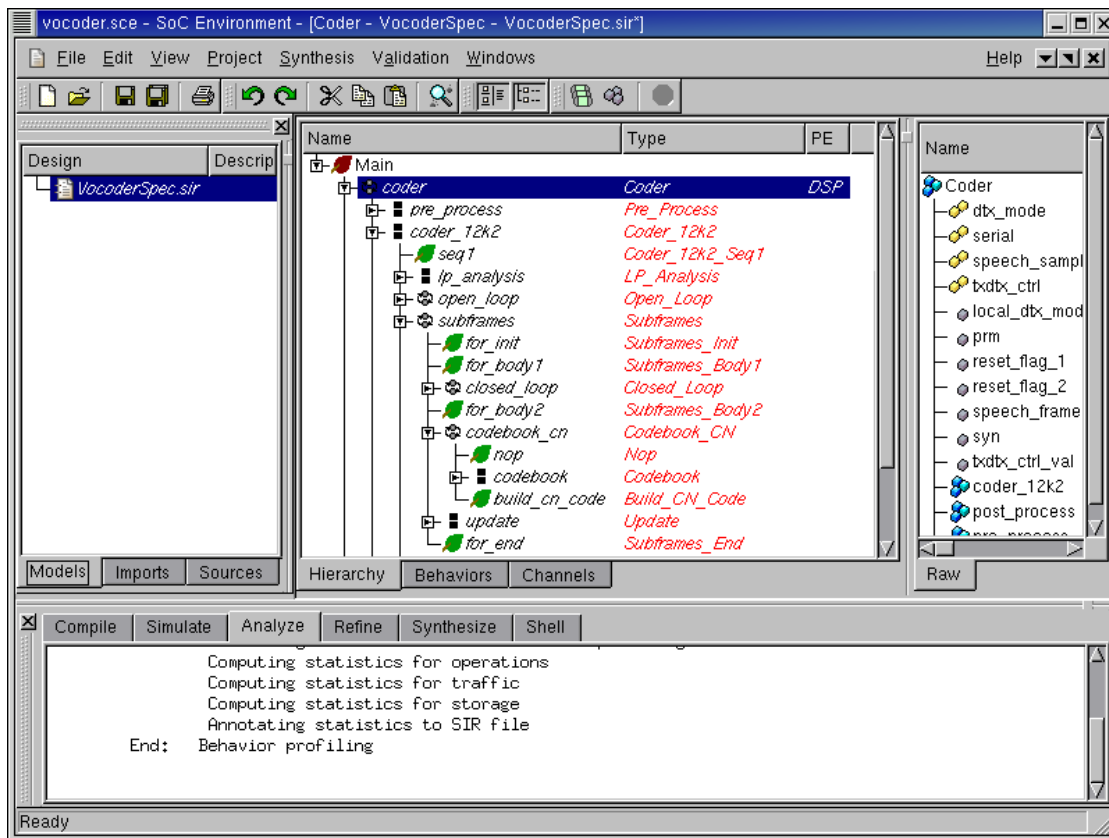 vocoder.sce - SoC Environment - [Coder - VocoderSpec - VocoderSpec.sir*]
File Edit View Project Synthesis Validation Windows Help
Design Descrip
VocoderSpec.sir
Models Imports Sources
Name Type PE
Main
coder Coder DSP
pre_process Pre_Process
coder_12k2 Coder_12k2
seq1 Coder_12k2_Seq1
lp_analysis LP_Analysis
open_loop Open_Loop
subframes Subframes
for_init Subframes_Init
for_body1 Subframes_Body1
closed_loop Closed_Loop
for_body2 Subframes_Body2
codebook_cn Codebook_CN
nop Nop
codebook Codebook
build_cn_code Build_CN_Code
update Update
for_end Subframes_End
Hierarchy Behaviors Channels
Name
Coder
dtx_mode
serial
speech_sampl
txdtx_ctrl
local_dtx_mod
prm
reset_flag_1
reset_flag_2
speech_frame
syn
txdtx_ctrl_val
coder_12k2
post_process
Raw
Compile Simulate Analyze Refine Synthesize Shell
Computing statistics for operations
Computing statistics for traffic
Computing statistics for storage
Annotating statistics to SIR file
End: Behavior profiling
Ready